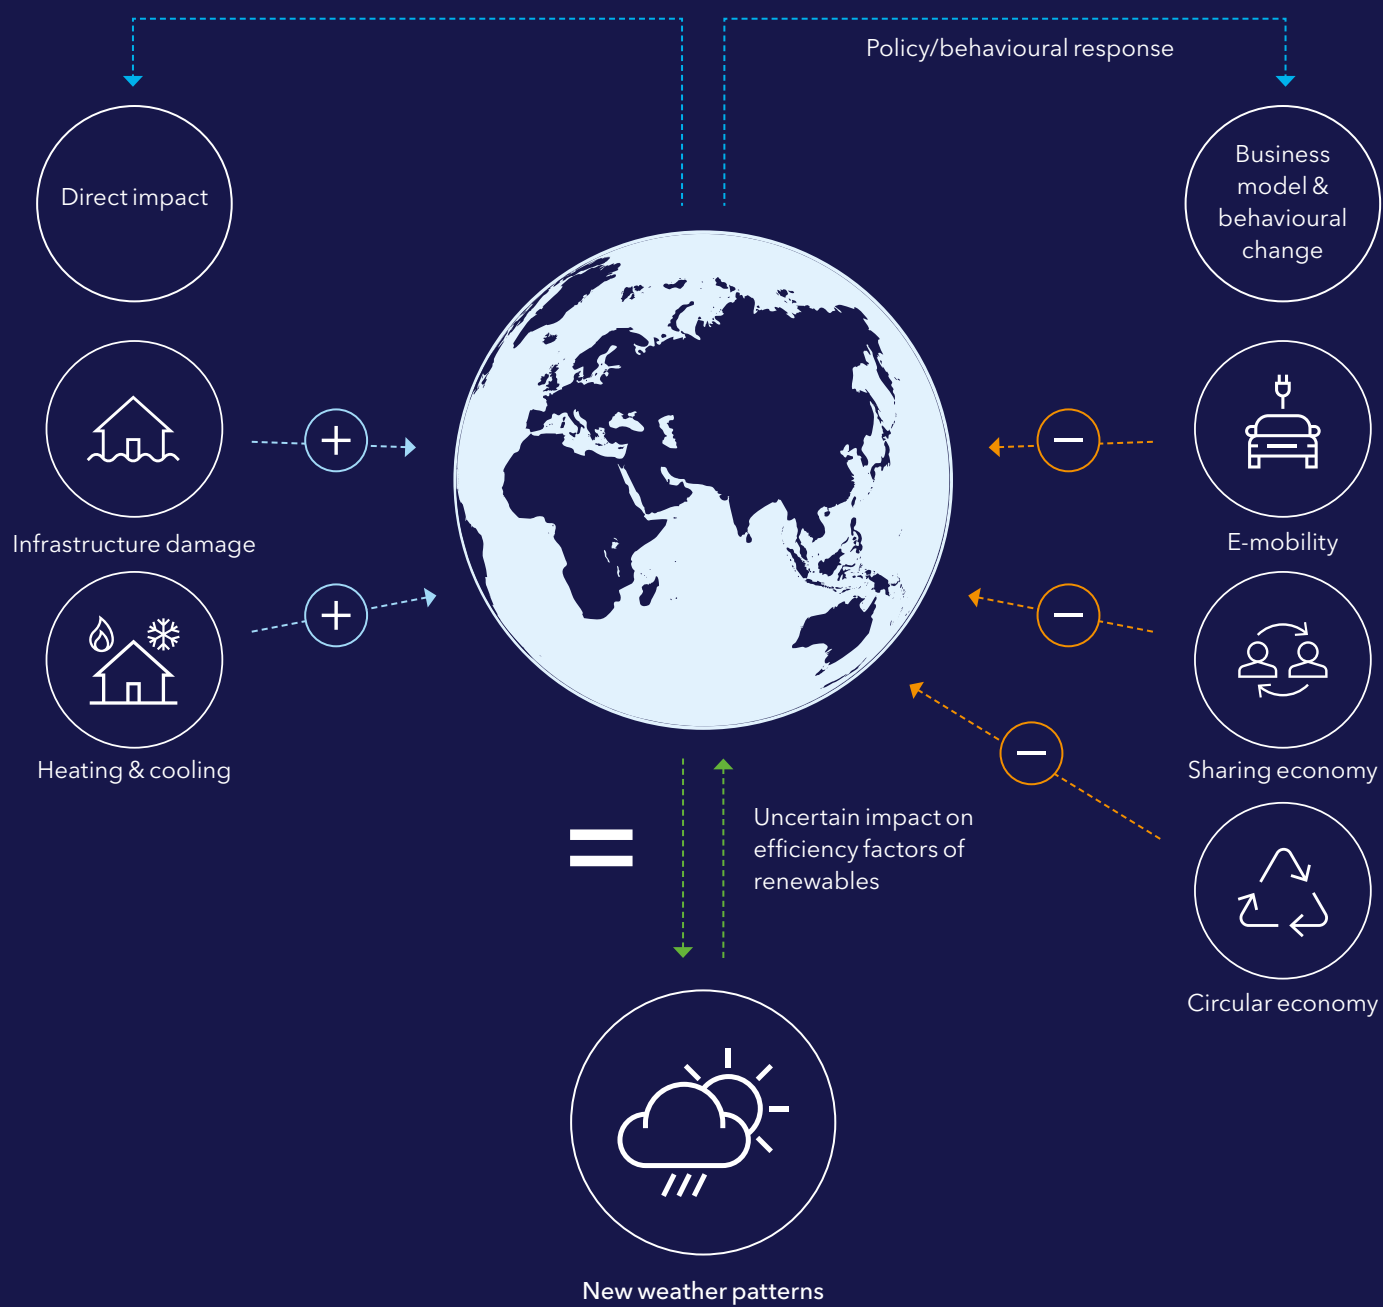 Policy/behavioural response
Direct impact
Business
model &
behavioural
change
+
+
−
−
−
Infrastructure damage
E-mobility
Heating & cooling
Sharing economy
=
Uncertain impact on
efficiency factors of
renewables
Circular economy
New weather patterns